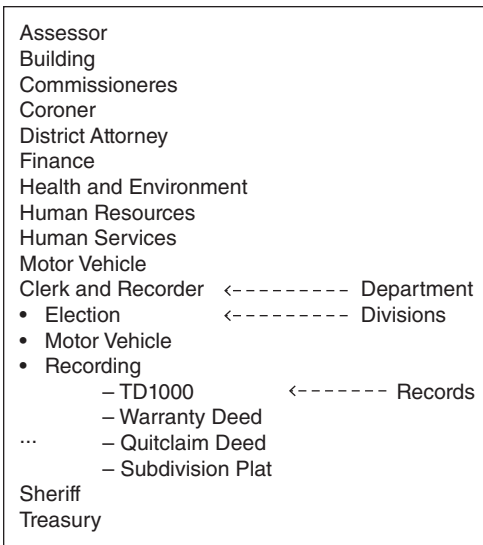 Assessor
Building
Commissioneres
Coroner
District Attorney
Finance
Health and Environment
Human Resources
Human Services
Motor Vehicle
Clerk and Recorder <--------- Department
• Election <--------- Divisions
• Motor Vehicle
• Recording
– TD1000 <------- Records
– Warranty Deed
... – Quitclaim Deed
– Subdivision Plat
Sheriff
Treasury